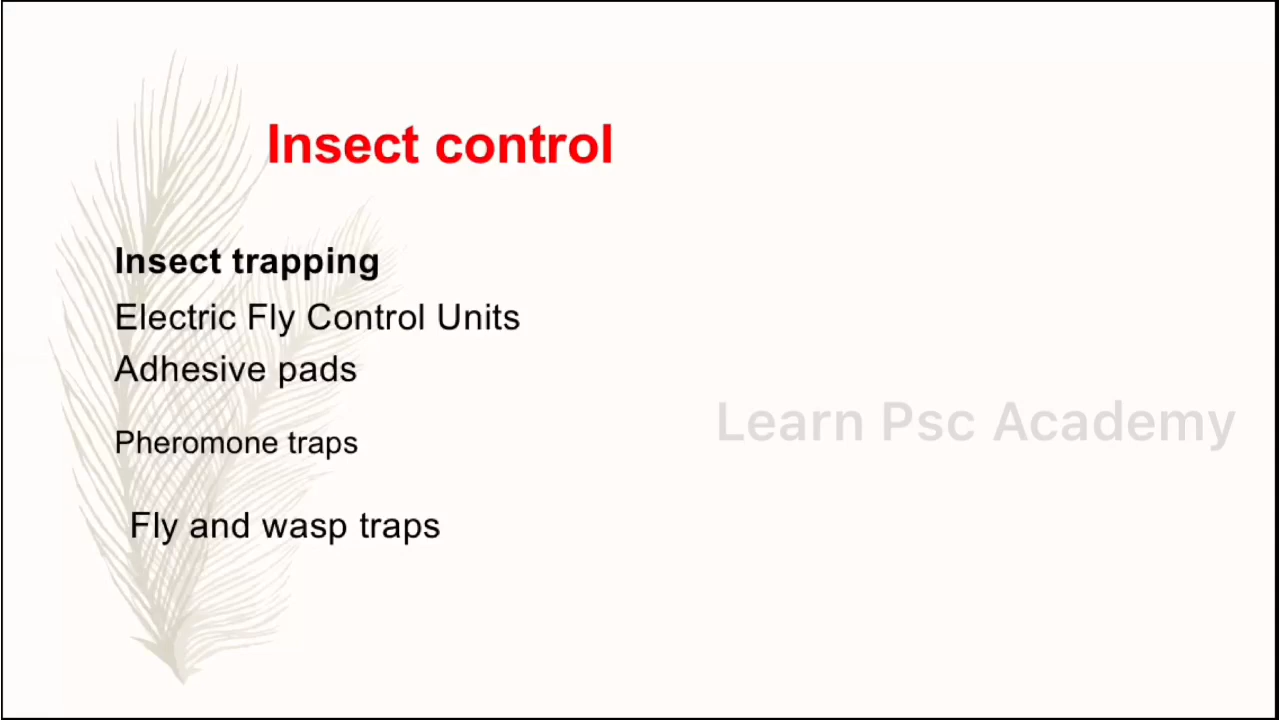 Insect control
Insect trapping
Electric Fly Control Units
Adhesive pads
Learn Psc Academy
Pheromone traps
Fly and wasp traps